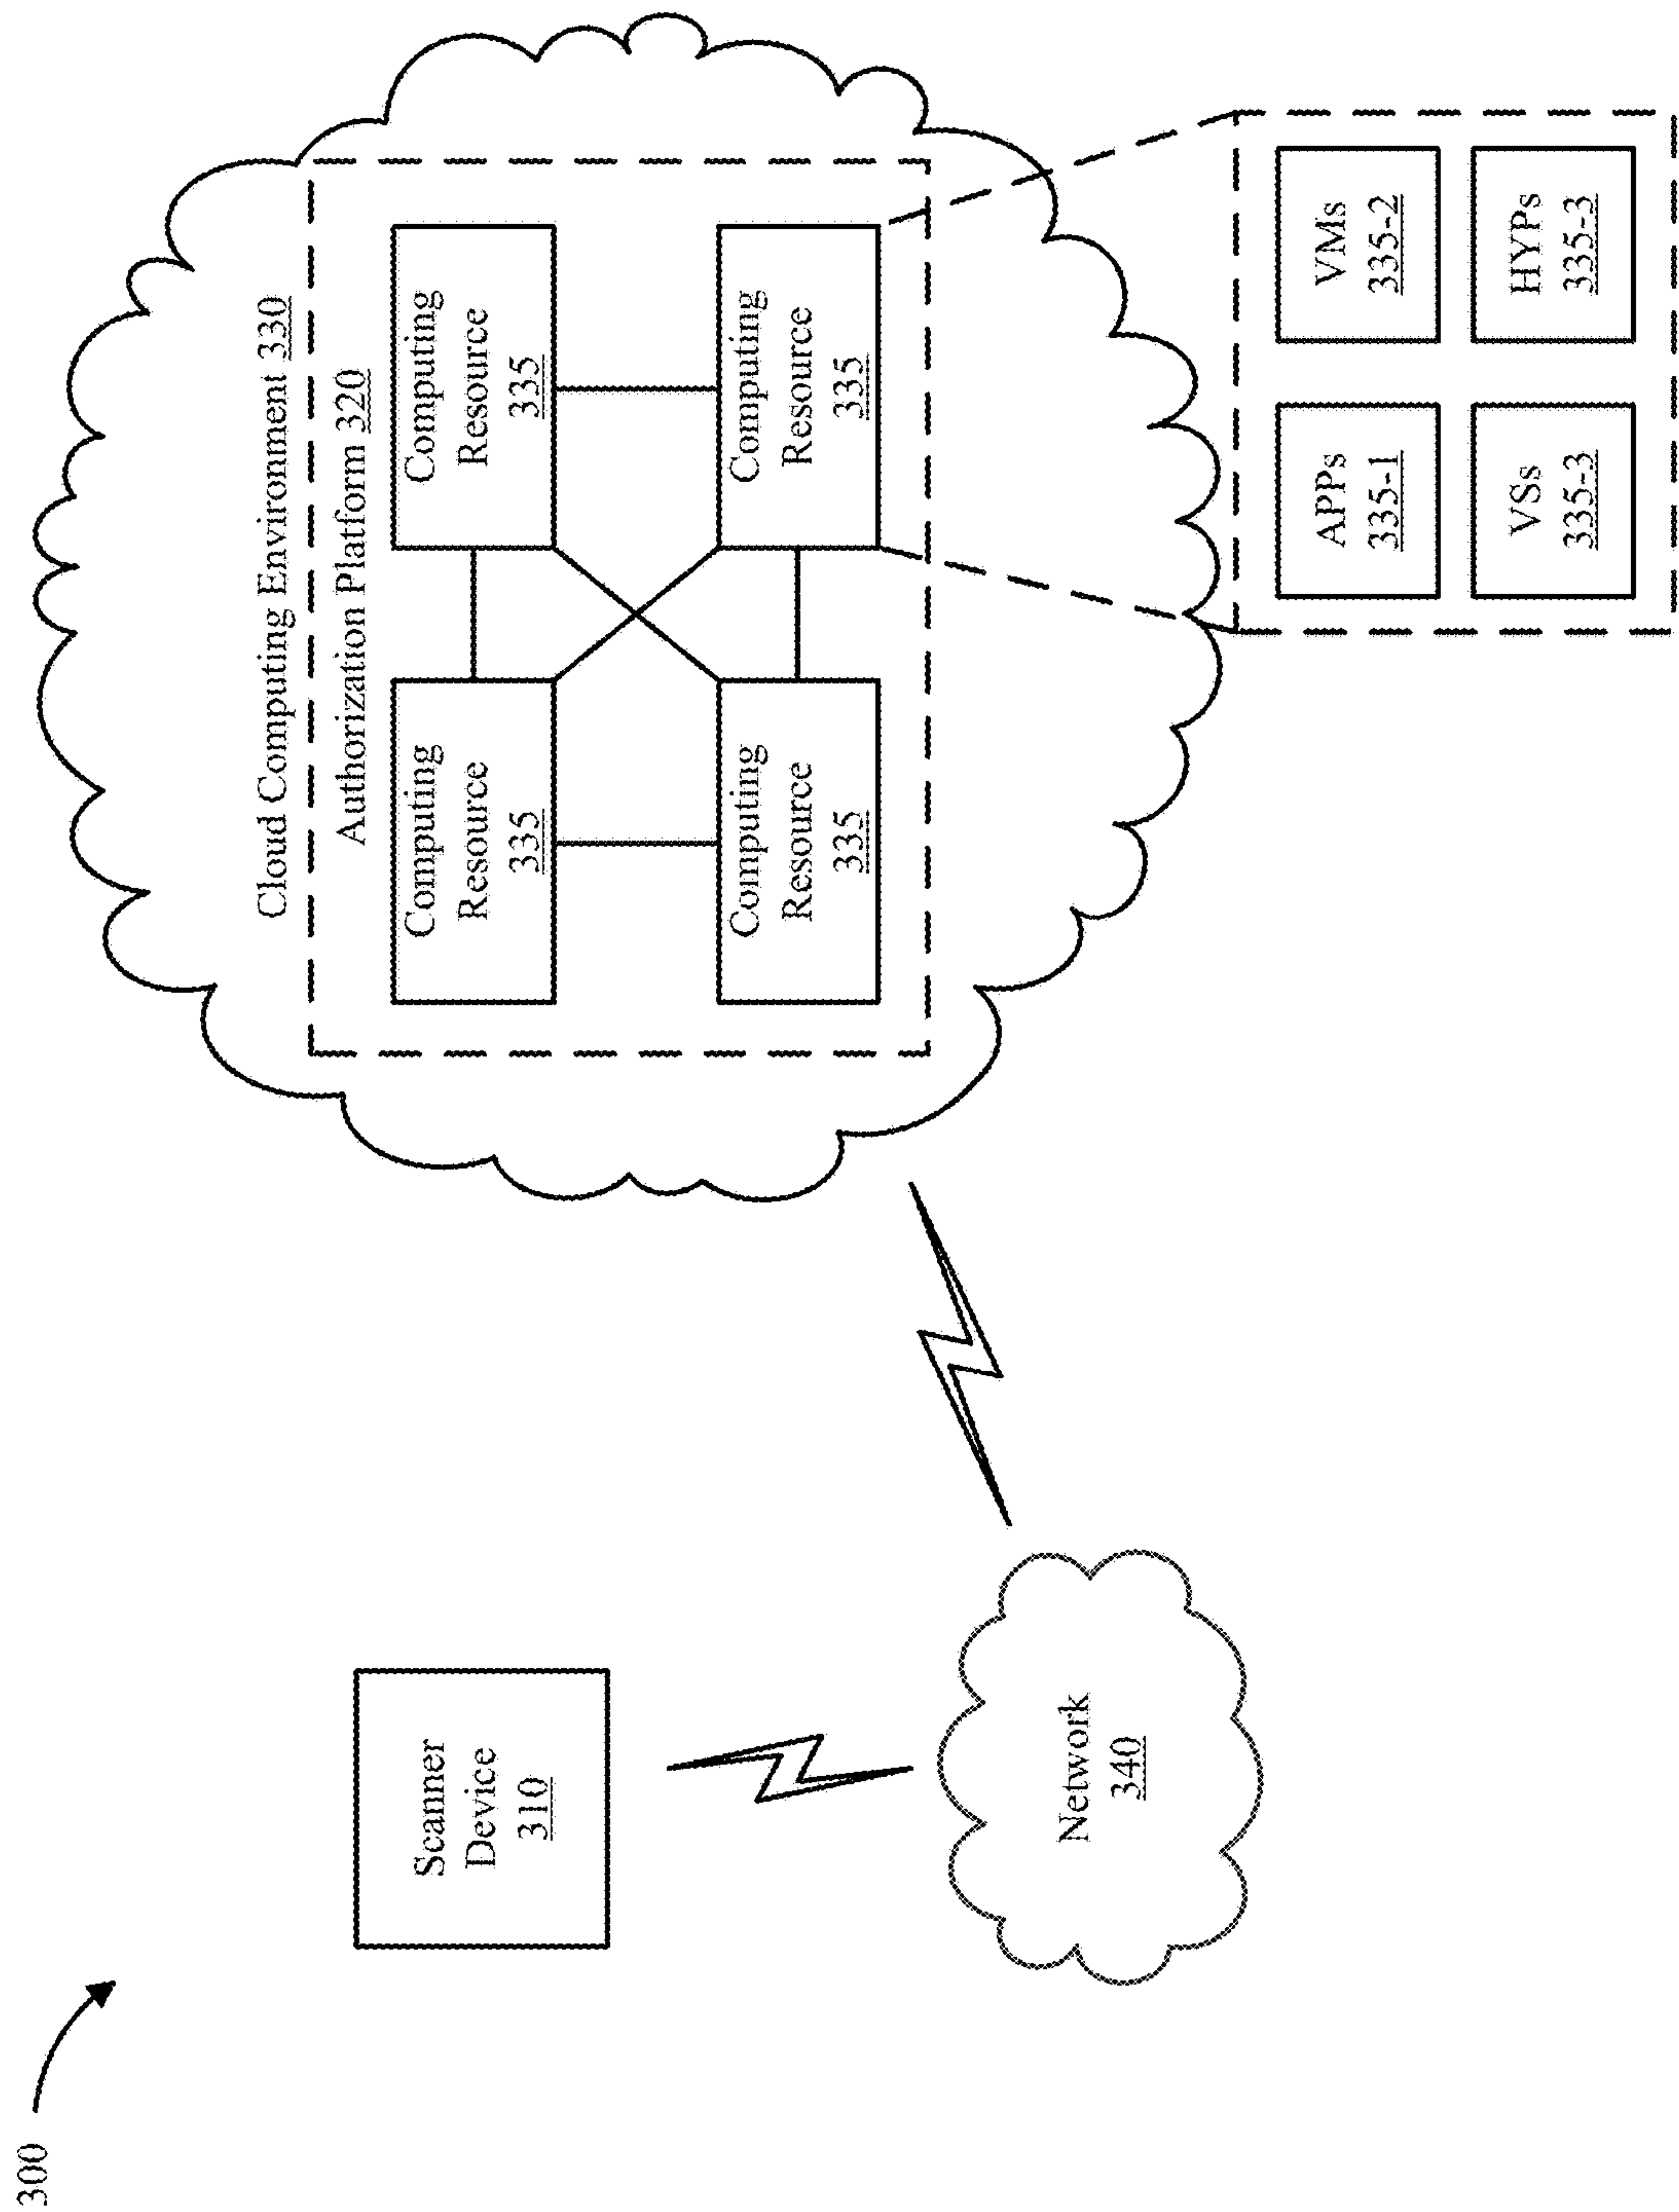 300
Cloud Computing Environment 330
Authorization Platform 320
Computing
Resource
335
Computing
Resource
335
Computing
Resource
335
Computing
Resource
335
Scanner
Device
310
Network
340
APPs
335-1
VMs
335-2
VSs
335-3
HYPs
335-3